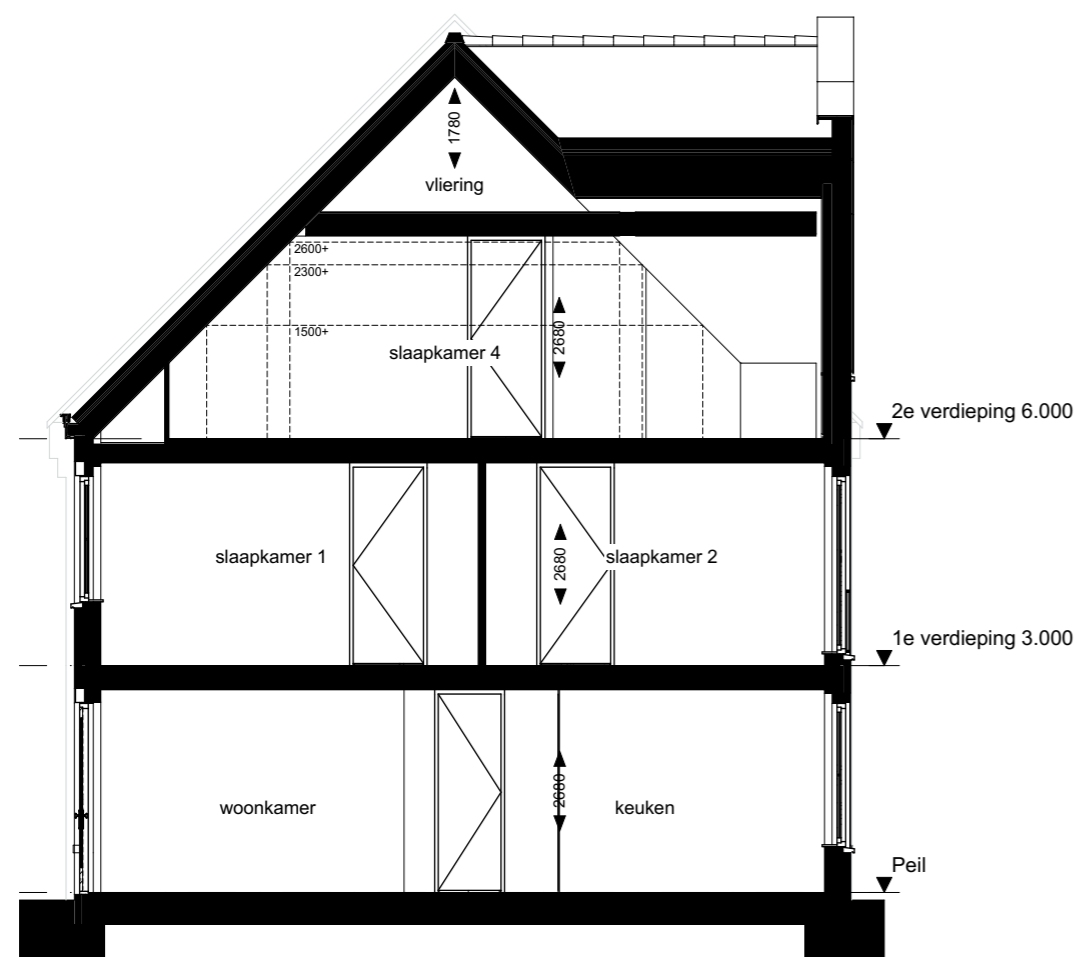 1780
vliering
2600+
2300+
1500+
slaapkamer 4
2680
2e verdieping 6.000
slaapkamer 1
2680
slaapkamer 2
1e verdieping 3.000
woonkamer
keuken
Peil